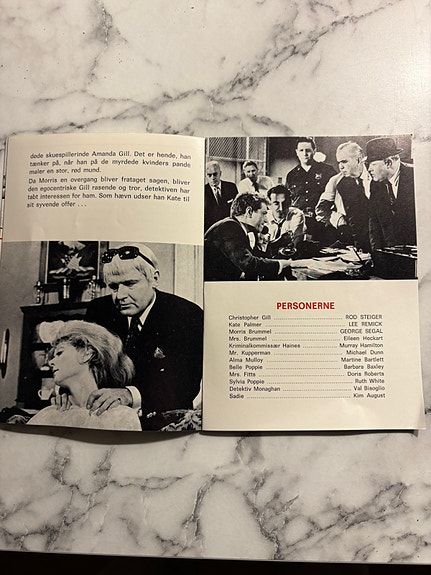 døde skuespillerinde Amanda Gill. Det er hende, han
tænker på, når han på de myrdede kvinders pande
maler en stor, rød mund.
Da Morris en overgang bliver frataget sagen, bliver
den egocentriske Gill rasende og tror, detektiven har
tabt interessen for ham. Som hævn udser han Kate til
sit syvende offer . . .
PERSONERNE
Christopher Gill ROD STEIGER
Kate Palmer LEE REMICK
Morris Brummel GEORGE SEGAL
Mrs. Brummel Eileen Heckart
Kriminalkommissær Haines Murray Hamilton
Mr. Kupperman Michael Dunn
Alma Mulloy Martine Bartlett
Belle Poppie Barbara Baxley
Mrs. Fitts Doris Roberts
Sylvia Poppie Ruth White
Detektiv Monaghan Val Bisoglio
Sadie Kim August